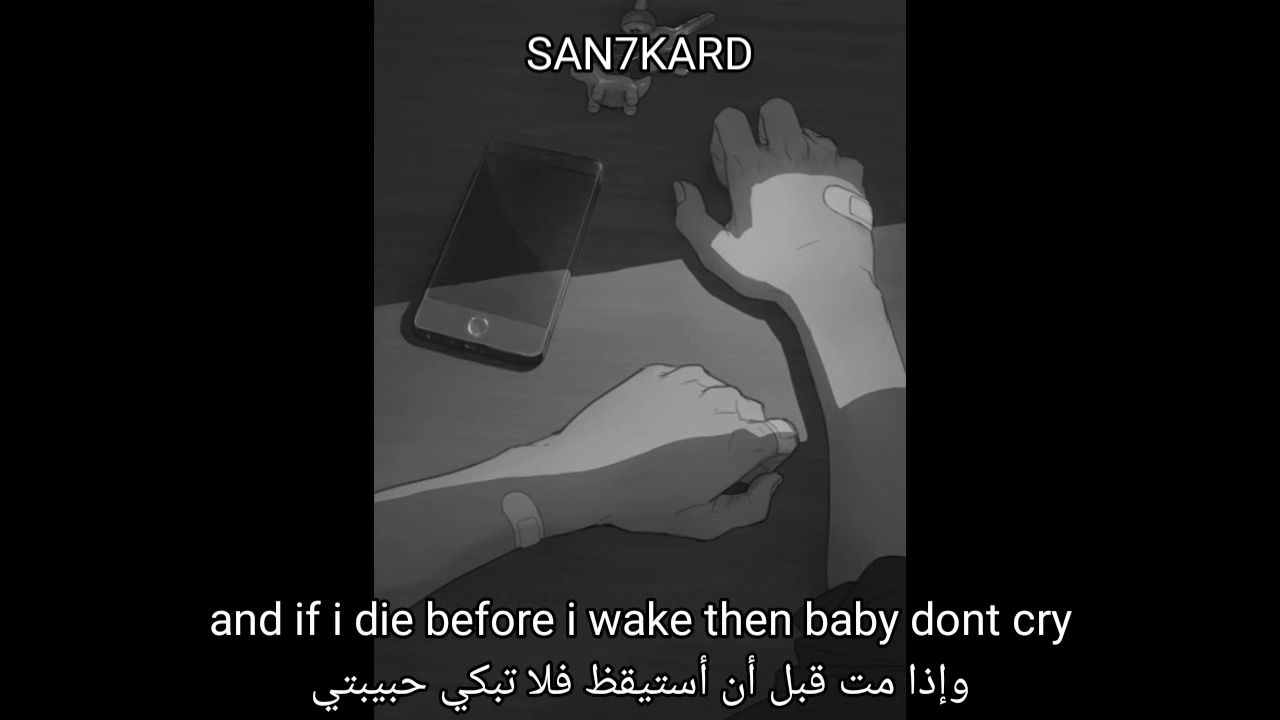 SAN7KARD
and if i die before i wake then baby dont cry
وإذا مت قبل أن أستيقظ فلا تبكي حبيبتي